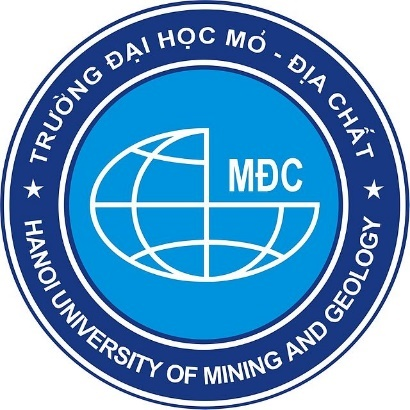 TRƯỜNG ĐẠI HỌC MỎ - ĐỊA CHẤT
MĐC
HANOI UNIVERSITY OF MINING AND GEOLOGY